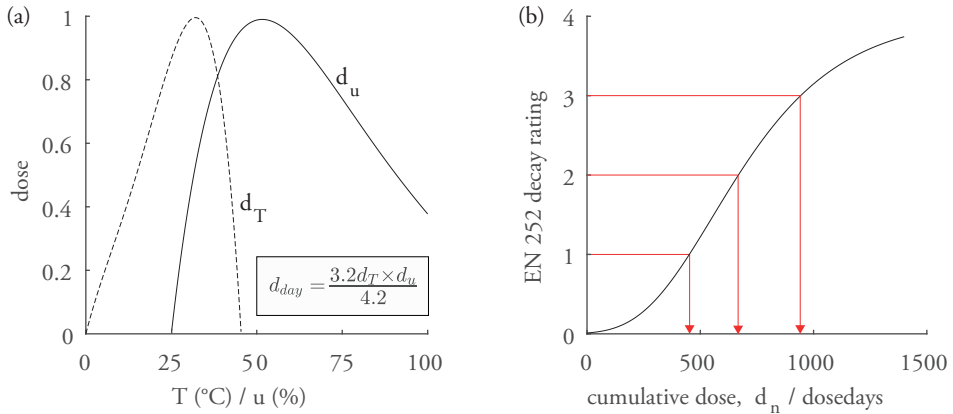 (a)
1
0.8
0.6
0.4
0.2
0
dose
d_u
d_T
d_day = 3.2d_T × d_u / 4.2
0 25 50 75 100
T (°C) / u (%)
(b)
4
3
2
1
0
EN 252 decay rating
0 500 1000 1500
cumulative dose, d_n / dosedays